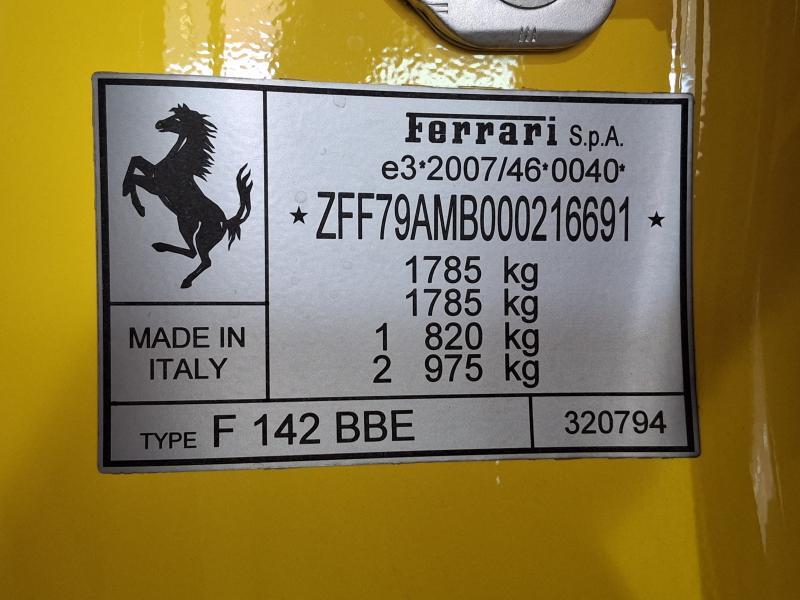 Ferrari S.p.A.
e3*2007/46*0040*
★ ZFF79AMB000216691 ★
1785 kg
1785 kg
1 820 kg
2 975 kg
MADE IN
ITALY
TYPE F 142 BBE
320794